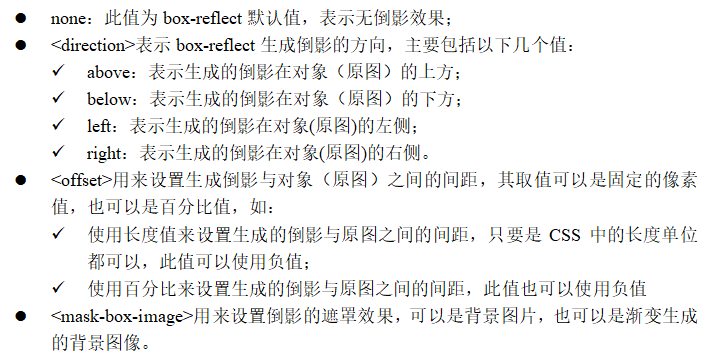 ● none：此值为 box-reflect 默认值，表示无倒影效果；
● <direction>表示 box-reflect 生成倒影的方向，主要包括以下几个值：
✓ above：表示生成的倒影在对象（原图）的上方；
✓ below：表示生成的倒影在对象（原图）的下方；
✓ left：表示生成的倒影在对象(原图)的左侧；
✓ right：表示生成的倒影在对象(原图)的右侧。
● <offset>用来设置生成倒影与对象（原图）之间的间距，其取值可以是固定的像素
值，也可以是百分比值，如：
✓ 使用长度值来设置生成的倒影与原图之间的间距，只要是 CSS 中的长度单位
都可以，此值可以使用负值；
✓ 使用百分比来设置生成的倒影与原图之间的间距，此值也可以使用负值
● <mask-box-image>用来设置倒影的遮罩效果，可以是背景图片，也可以是渐变生成
的背景图像。